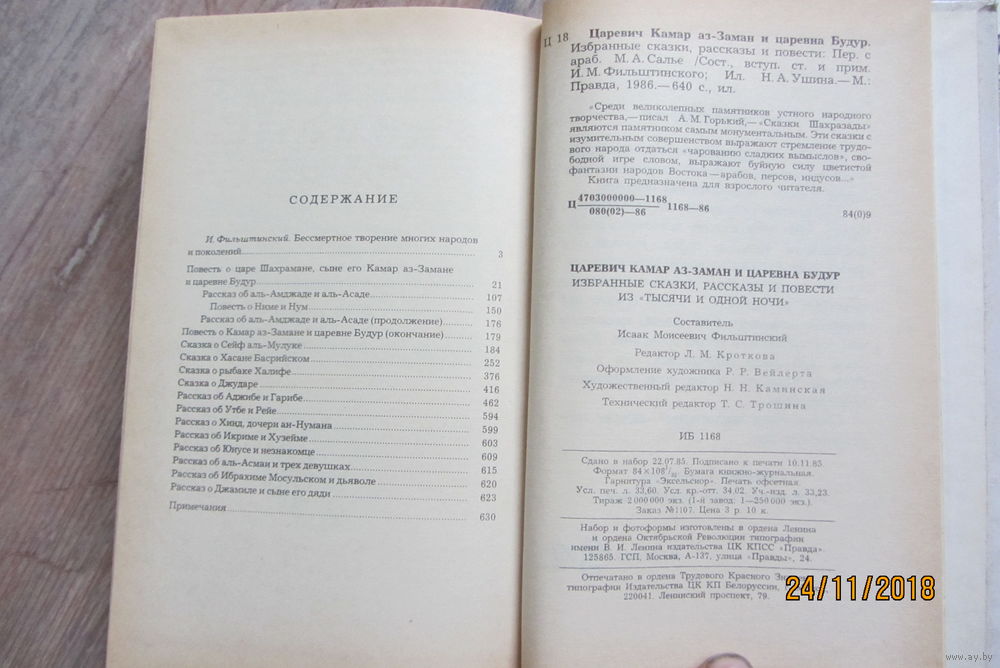 СОДЕРЖАНИЕ
И. Фильштинский. Бессмертное творение многих народов
и поколений 3
Повесть о царе Шахрамане, сыне его Камар аз-Замане
и царевне Будур 21
Рассказ об аль-Амджаде и аль-Асаде 107
Повесть о Ниме и Нум 150
Рассказ об аль-Амджаде и аль-Асаде (продолжение) 176
Повесть о Камар аз-Замане и царевне Будур (окончание) 179
Сказка о Сейф аль-Мулуке 184
Сказка о Хасане Басрийском 252
Сказка о рыбаке Халифе 376
Сказка о Джударе 416
Рассказ об Аджибе и Гарибе 462
Рассказ об Утбе и Рейе 594
Рассказ о Хинд, дочери ан-Нумана 599
Рассказ об Икриме и Хузейме 603
Рассказ об Юнусе и незнакомце 609
Рассказ об аль-Асмаи и трех девушках 615
Рассказ об Ибрахиме Мосульском и дьяволе 620
Рассказ о Джамиле и сыне его дяди 623
Примечания 630
Царевич Камар аз-Заман и царевна Будур.
Ц 18 Избранные сказки, рассказы и повести: Пер. с
араб. М. А. Салье /Сост., вступ. ст. и прим.
И. М. Фильштинского; Ил. Н. А. Ушина.— М.:
Правда, 1986.— 640 с., ил.
«Среди великолепных памятников устного народного
творчества,— писал А. М. Горький,— «Сказки Шахразады»
являются памятником самым монументальным. Эти сказки с
изумительным совершенством выражают стремление трудо-
вого народа отдаться «чарованию сладких вымыслов», сво-
бодной игре словом, выражают буйную силу цветистой
фантазии народов Востока — арабов, персов, индусов...»
Книга предназначена для взрослого читателя.
Ц 4703000000—1168
080(02)—86 1168—86
84(0)9
ЦАРЕВИЧ КАМАР АЗ-ЗАМАН И ЦАРЕВНА БУДУР
ИЗБРАННЫЕ СКАЗКИ, РАССКАЗЫ И ПОВЕСТИ
ИЗ «ТЫСЯЧИ И ОДНОЙ НОЧИ»
Составитель
Исаак Моисеевич Фильштинский
Редактор Л. М. Кроткова
Оформление художника Р. Р. Вейлерта
Художественный редактор Н. Н. Каминская
Технический редактор Т. С. Трошина
ИБ 1168
Сдано в набор 22.07.85. Подписано к печати 10.11.85
Формат 84×108 1/32. Бумага книжно-журнальная.
Гарнитура «Эксельсиор». Печать офсетная.
Усл. печ. л. 33,60. Усл. кр.-отт. 34,02. Уч.-изд. л. 33,23.
Тираж 2 000 000 экз. (1-й завод: 1—250 000 экз.)
Заказ №1107. Цена 3 р. 10 к.
Набор и фотоформы изготовлены в ордена Ленина
и ордена Октябрьской Революции типографии
имени В. И. Ленина издательства ЦК КПСС «Правда».
125865. ГСП, Москва, А-137, улица «Правды», 24.
Отпечатано в ордена Трудового Красного
типографии Издательства ЦК КП Белоруссии,
220041. Ленинский проспект, 79.
24/11/2018
www.ay.by